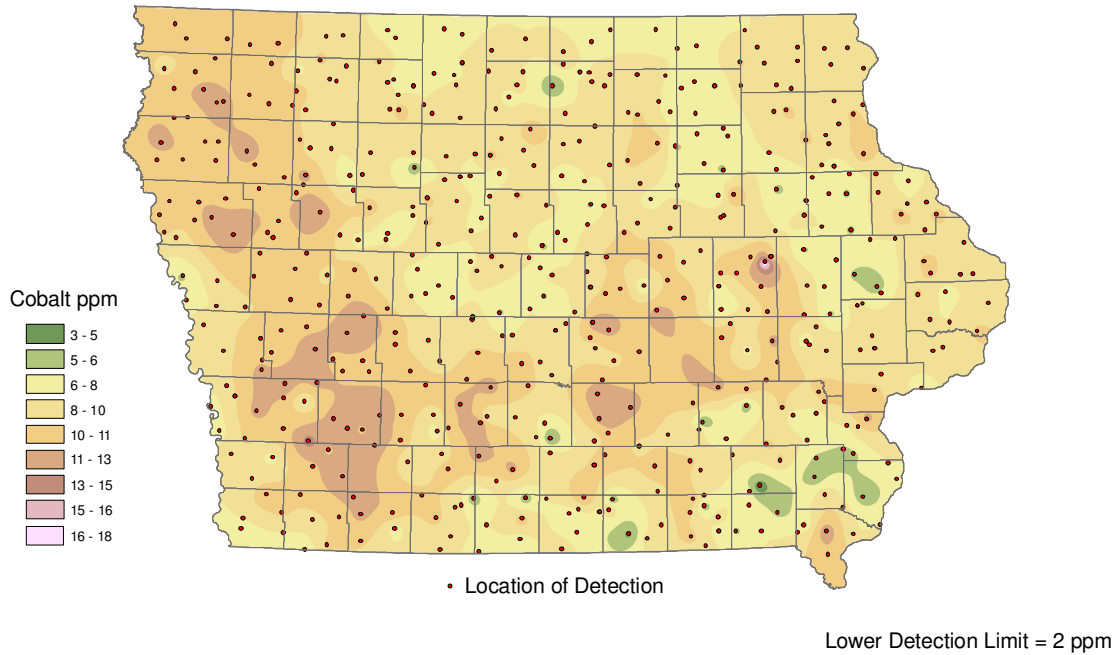 Cobalt ppm
3 - 5
5 - 6
6 - 8
8 - 10
10 - 11
11 - 13
13 - 15
15 - 16
16 - 18
Location of Detection
Lower Detection Limit = 2 ppm